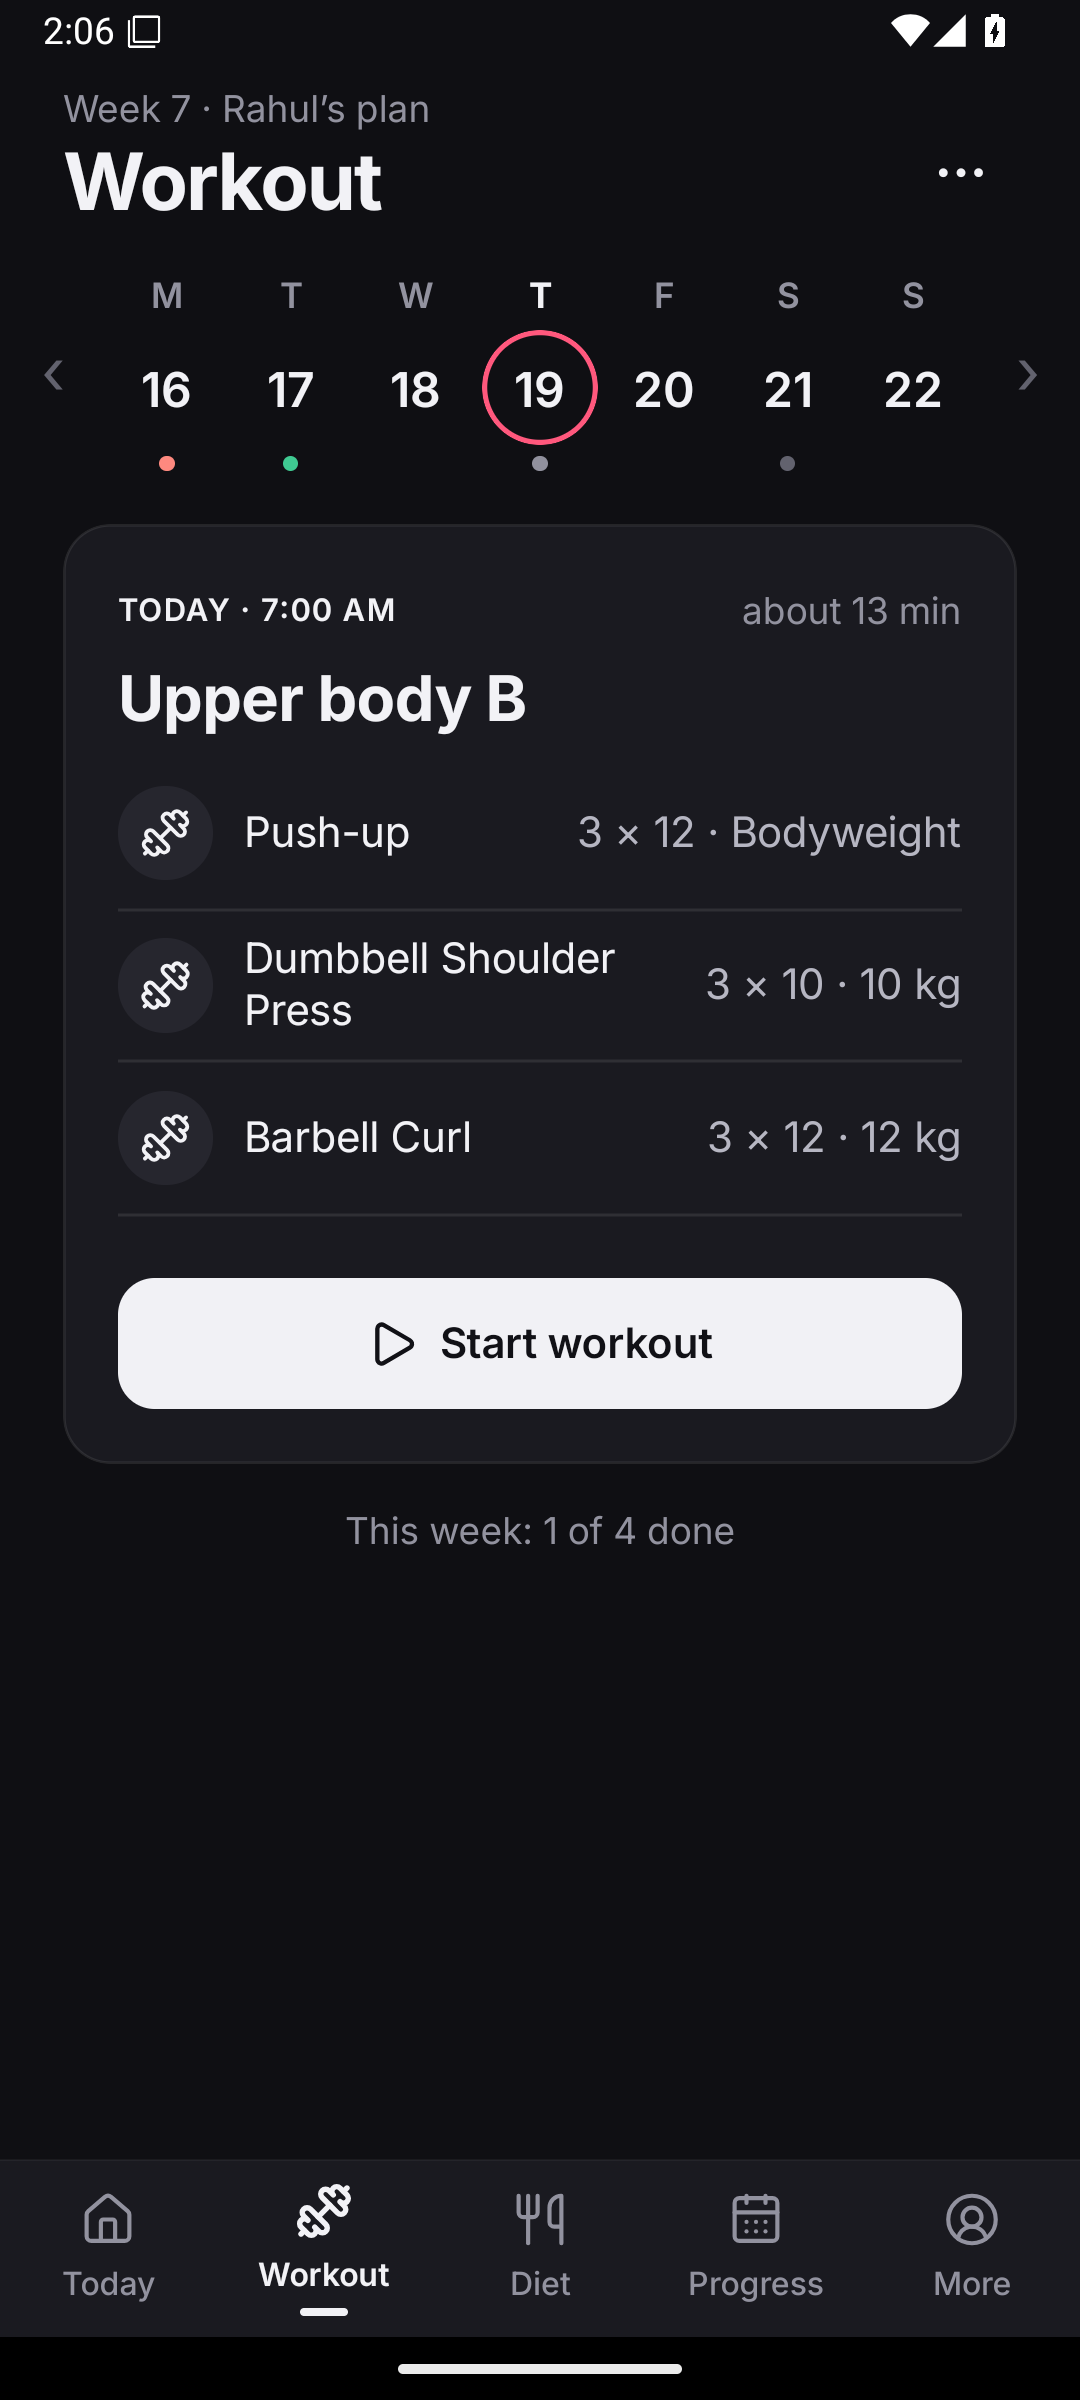 2:06
Week 7 · Rahul’s plan
Workout
M T W T F S S
16 17 18 19 20 21 22
TODAY · 7:00 AM about 13 min
Upper body B
Push-up 3 × 12 · Bodyweight
Dumbbell Shoulder
Press 3 × 10 · 10 kg
Barbell Curl 3 × 12 · 12 kg
Start workout
This week: 1 of 4 done
Today Workout Diet Progress More